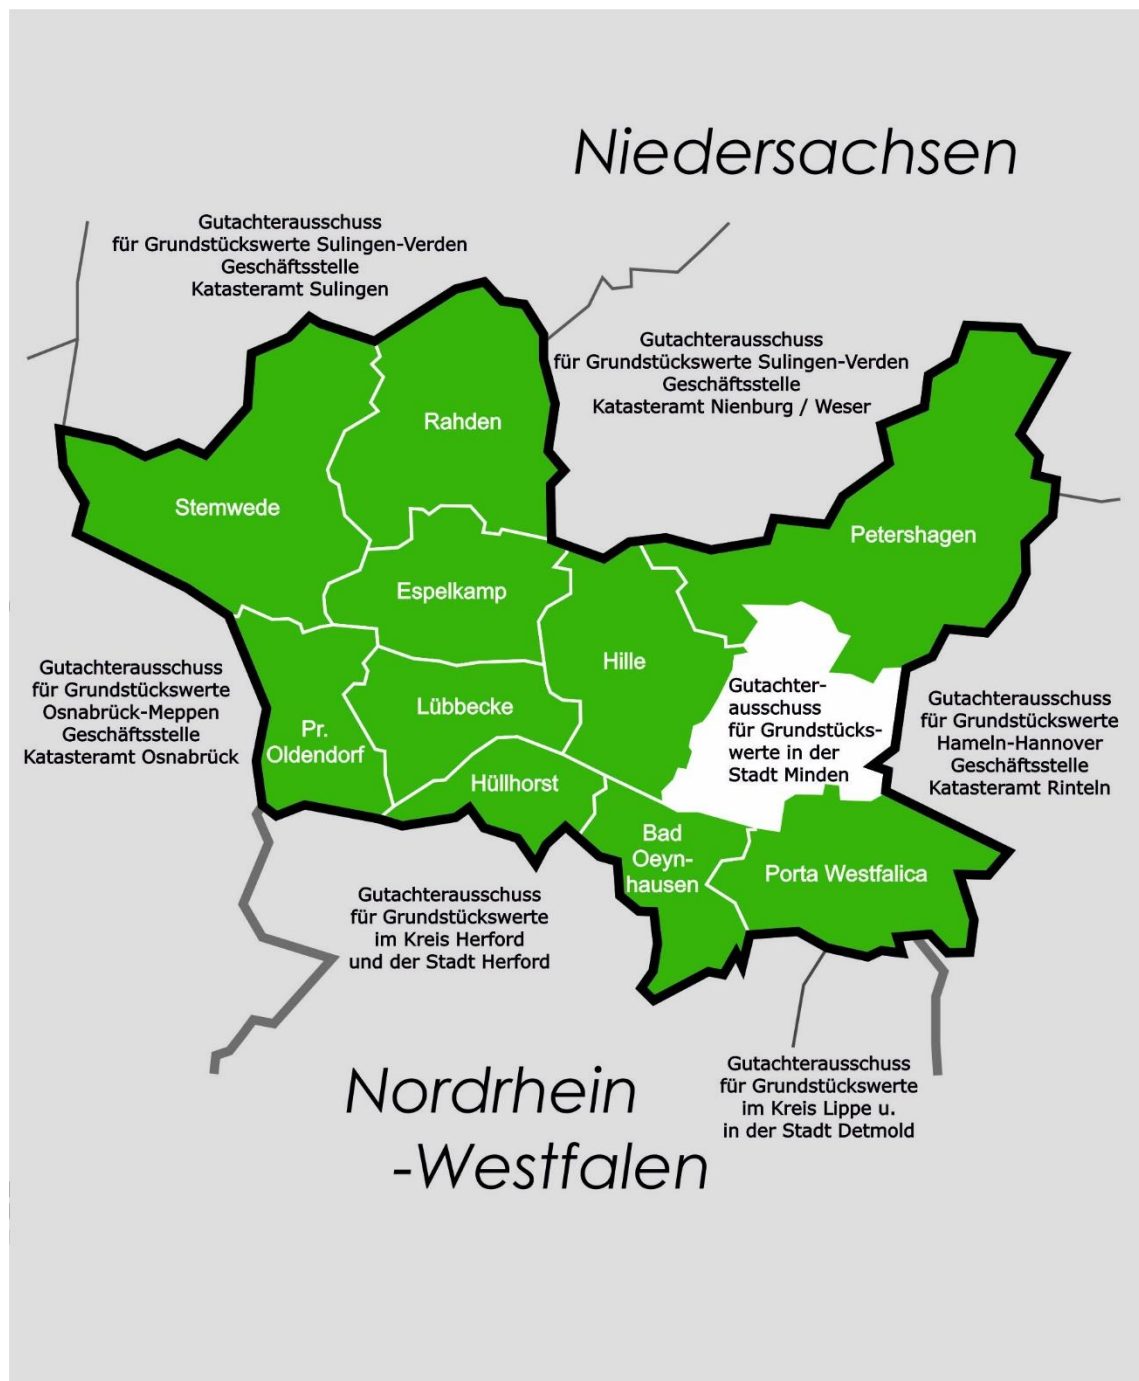 Niedersachsen
Gutachterausschuss
für Grundstückswerte Sulingen-Verden
Geschäftsstelle
Katasteramt Sulingen
Gutachterausschuss
für Grundstückswerte Sulingen-Verden
Geschäftsstelle
Katasteramt Nienburg / Weser
Rahden
Stemwede
Petershagen
Espelkamp
Hille
Gutachterausschuss
für Grundstückswerte
Osnabrück-Meppen
Geschäftsstelle
Katasteramt Osnabrück
Pr.
Oldendorf
Lübbecke
Gutachter-
ausschuss
für Grundstücks-
werte in der
Stadt Minden
Gutachterausschuss
für Grundstückswerte
Hameln-Hannover
Geschäftsstelle
Katasteramt Rinteln
Hüllhorst
Bad
Oeyn-
hausen
Porta Westfalica
Gutachterausschuss
für Grundstückswerte
im Kreis Herford
und der Stadt Herford
Gutachterausschuss
für Grundstückswerte
im Kreis Lippe u.
in der Stadt Detmold
Nordrhein
-Westfalen